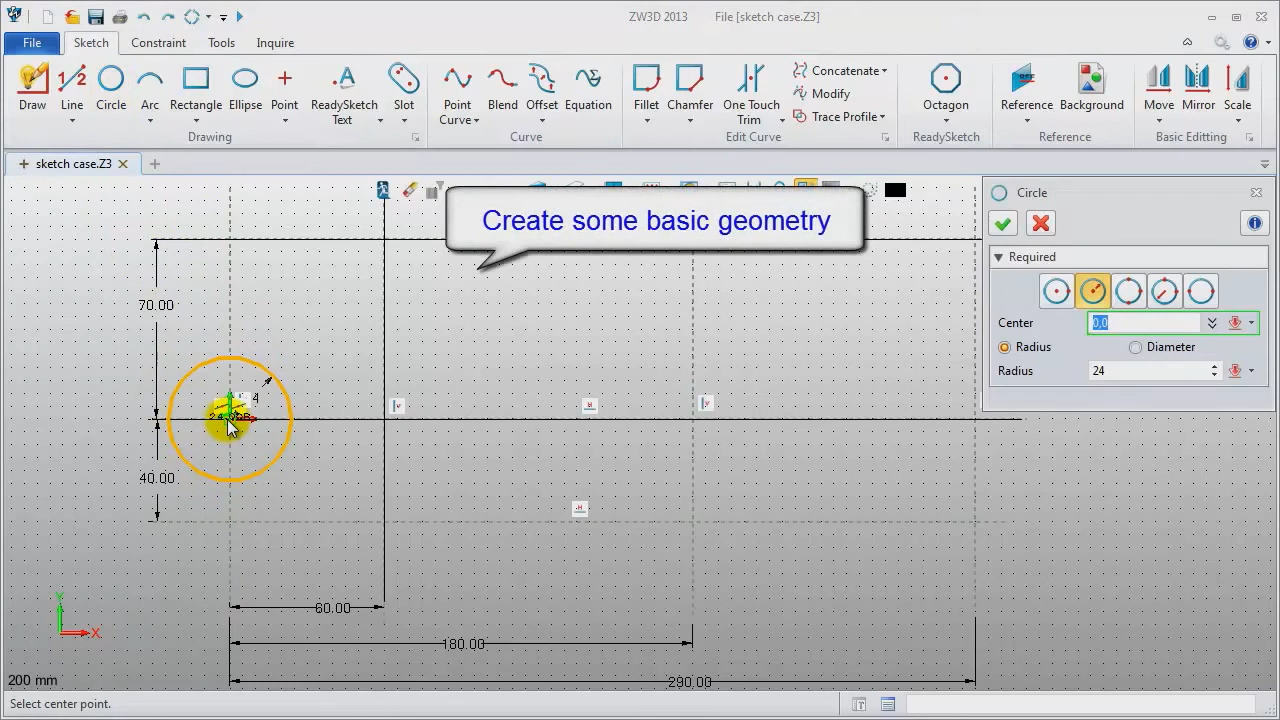 ZW3D 2013 File [sketch case.Z3]
File Sketch Constraint Tools Inquire
Draw Line Circle Arc Rectangle Ellipse Point ReadySketch Text Slot
Drawing
Point Curve Blend Offset Equation
Curve
Fillet Chamfer One Touch Trim Concatenate Modify Trace Profile
Edit Curve
Octagon
ReadySketch
Reference Background
Reference
Move Mirror Scale
Basic Editting
sketch case.Z3
Create some basic geometry
Circle
Required
Center 0,0
Radius Diameter
Radius 24
70.00
40.00
60.00
180.00
290.00
Y
X
200 mm
Select center point.